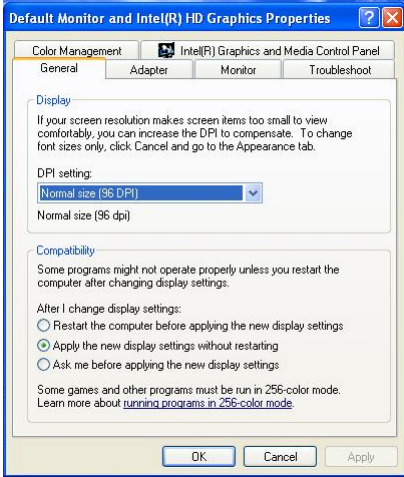 Default Monitor and Intel(R) HD Graphics Properties
Color Management
Intel(R) Graphics and Media Control Panel
General
Adapter
Monitor
Troubleshoot
Display
If your screen resolution makes screen items too small to view
comfortably, you can increase the DPI to compensate. To change
font sizes only, click Cancel and go to the Appearance tab.
DPI setting:
Normal size (96 DPI)
Normal size (96 dpi)
Compatibility
Some programs might not operate properly unless you restart the
computer after changing display settings.
After I change display settings:
Restart the computer before applying the new display settings
Apply the new display settings without restarting
Ask me before applying the new display settings
Some games and other programs must be run in 256-color mode.
Learn more about running programs in 256-color mode.
OK
Cancel
Apply